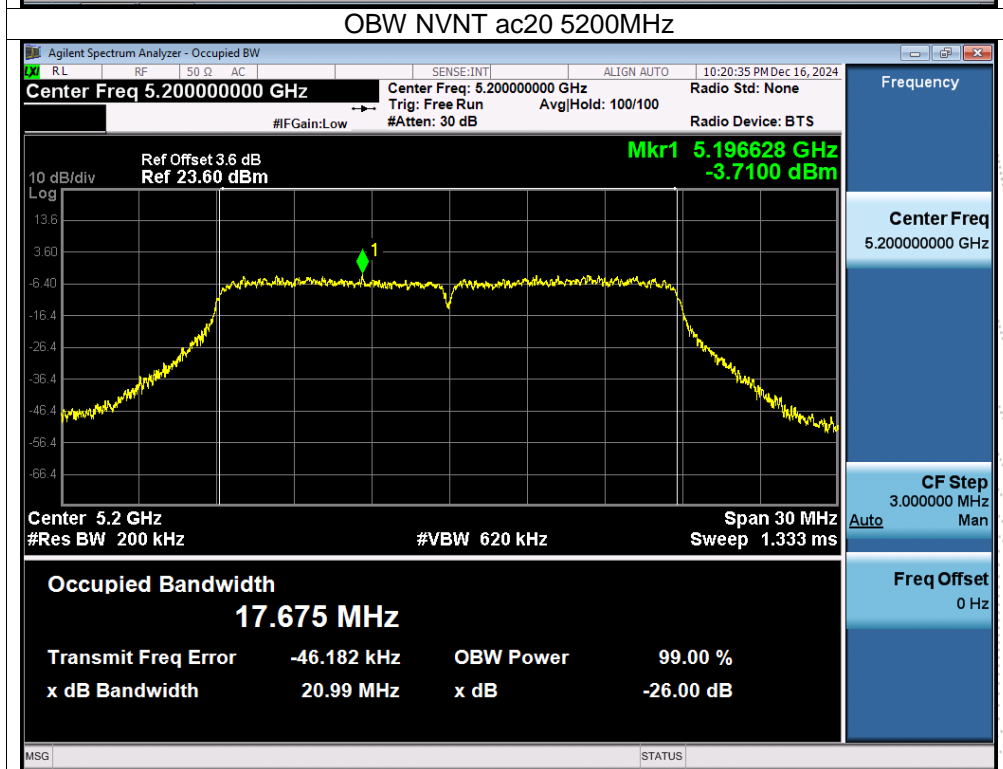 OBW NVNT ac20 5200MHz
Agilent Spectrum Analyzer - Occupied BW
LXI RL RF 50 Ω AC SENSE:INT ALIGN AUTO 10:20:35 PM Dec 16, 2024
Center Freq 5.200000000 GHz
Center Freq: 5.200000000 GHz
Radio Std: None
Trig: Free Run Avg|Hold: 100/100
#IFGain:Low #Atten: 30 dB Radio Device: BTS
Mkr1 5.196628 GHz
-3.7100 dBm
Ref Offset 3.6 dB
10 dB/div Ref 23.60 dBm
Log
13.6
3.60
1
-6.40
-16.4
-26.4
-36.4
-46.4
-56.4
-66.4
Center 5.2 GHz Span 30 MHz
#Res BW 200 kHz #VBW 620 kHz Sweep 1.333 ms
Occupied Bandwidth
17.675 MHz
Transmit Freq Error -46.182 kHz OBW Power 99.00 %
x dB Bandwidth 20.99 MHz x dB -26.00 dB
Frequency
Center Freq
5.200000000 GHz
CF Step
3.000000 MHz
Auto Man
Freq Offset
0 Hz
MSG STATUS